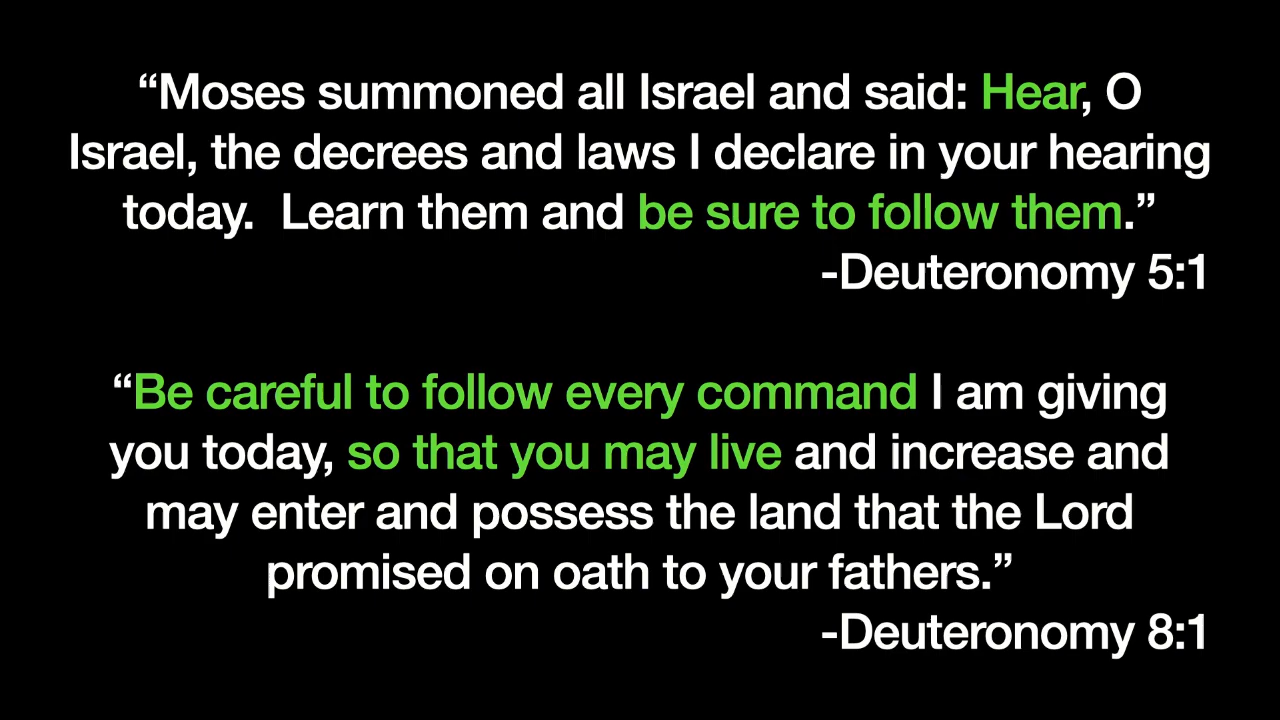 “Moses summoned all Israel and said: Hear, O
Israel, the decrees and laws I declare in your hearing
today.  Learn them and be sure to follow them.”
-Deuteronomy 5:1
“Be careful to follow every command I am giving
you today, so that you may live and increase and
may enter and possess the land that the Lord
promised on oath to your fathers.”
-Deuteronomy 8:1